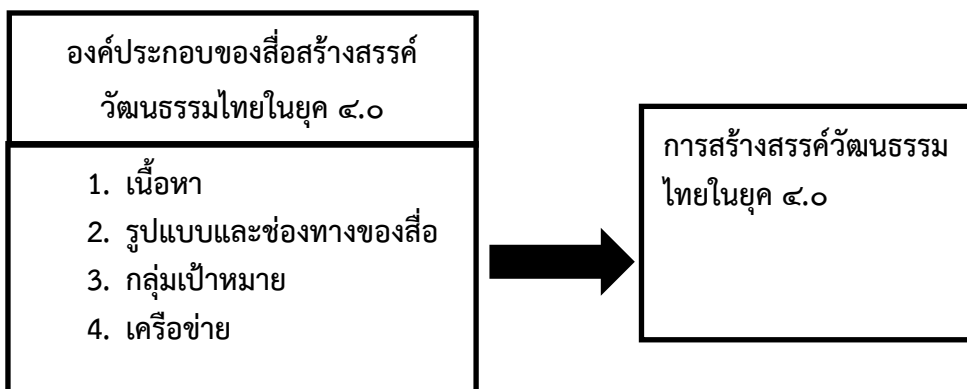 องค์ประกอบของสื่อสร้างสรรค์
วัฒนธรรมไทยในยุค ๔.๐
1. เนื้อหา
2. รูปแบบและช่องทางของสื่อ
3. กลุ่มเป้าหมาย
4. เครือข่าย
การสร้างสรรค์วัฒนธรรม
ไทยในยุค ๔.๐